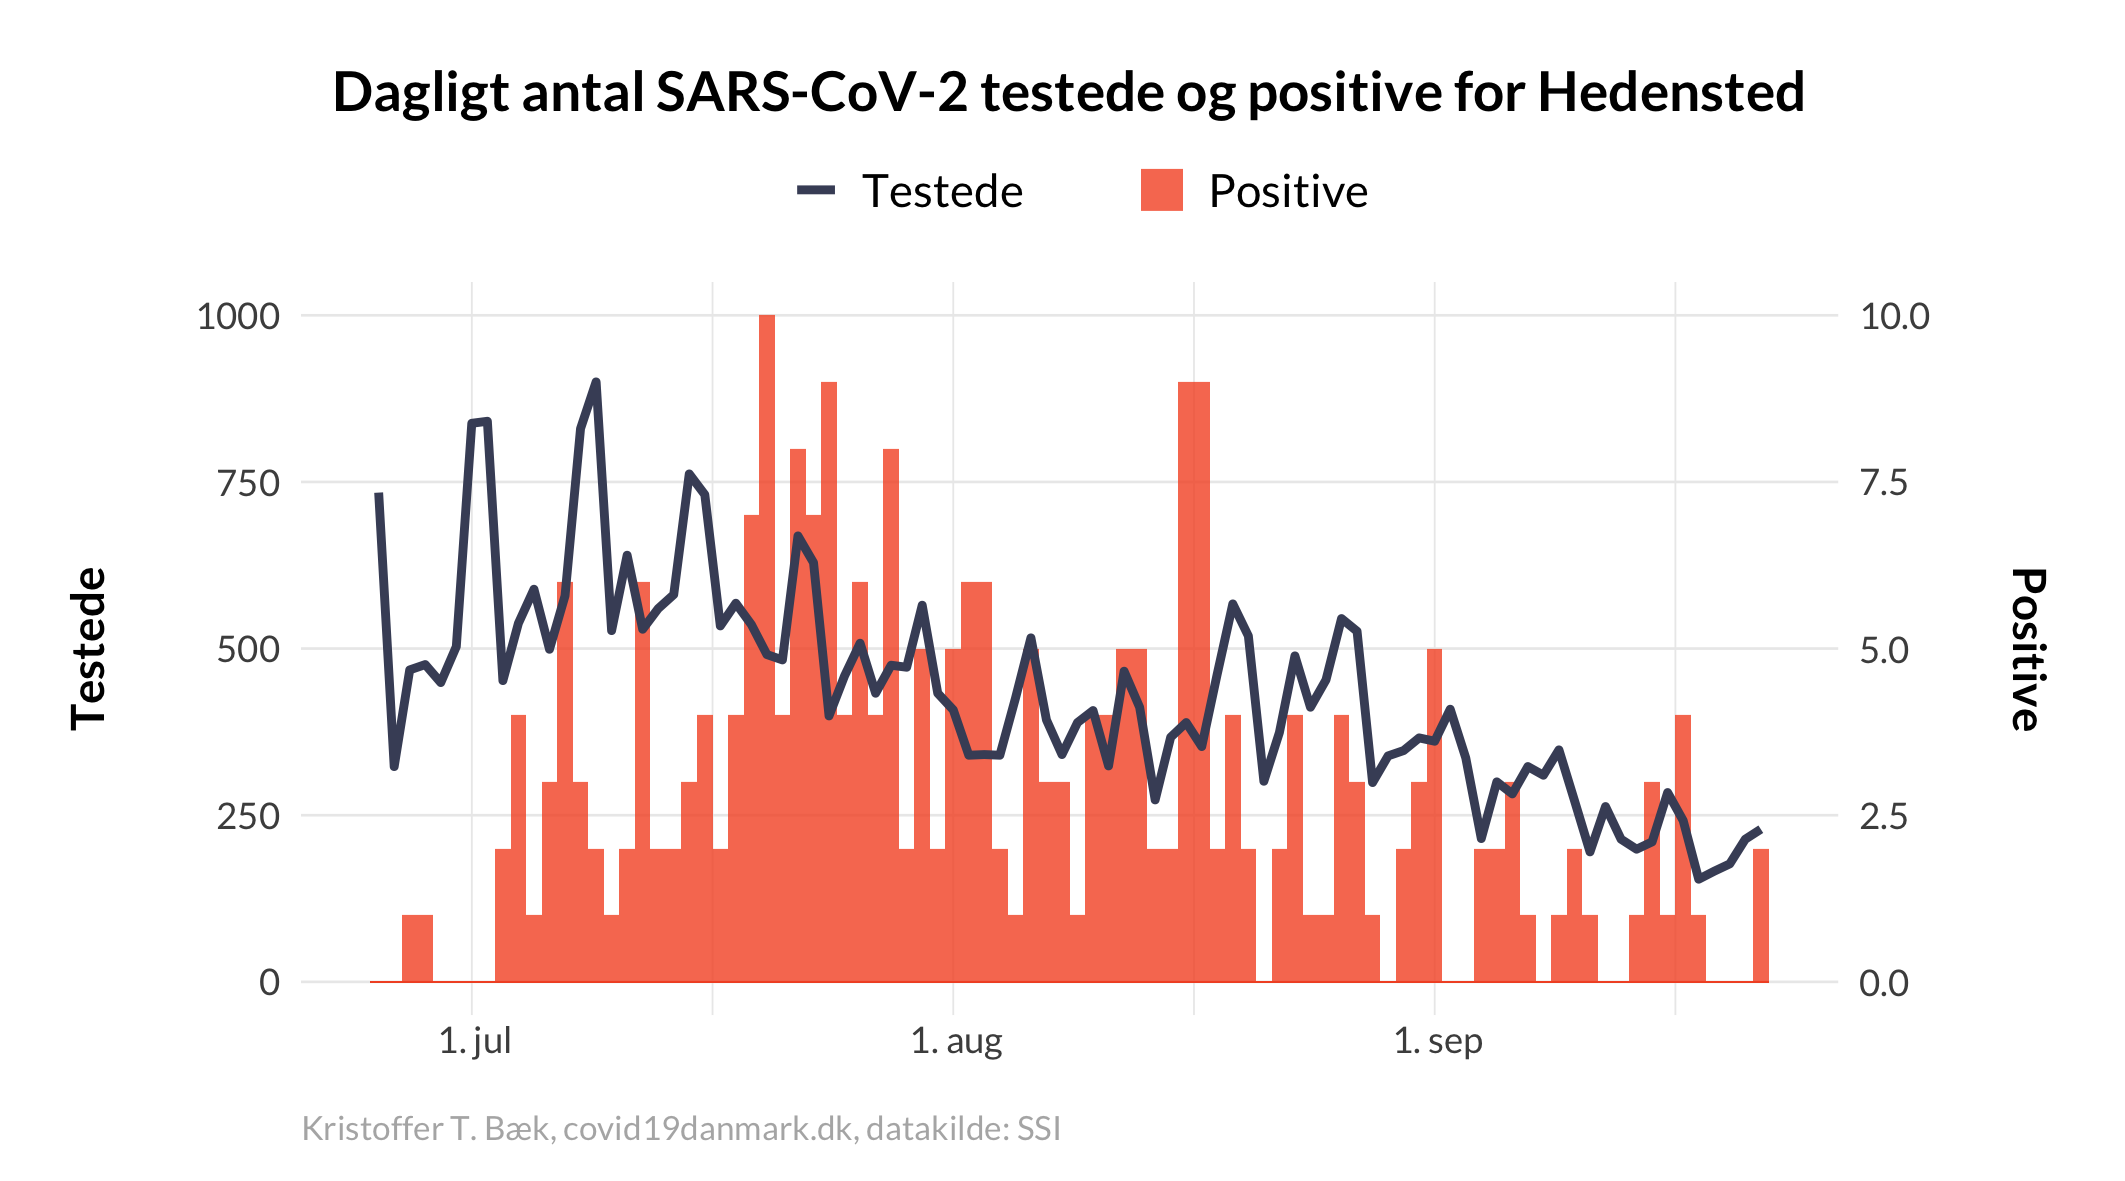 Dagligt antal SARS-CoV-2 testede og positive for Hedensted
Testede
Positive
1000
750
500
250
0
10.0
7.5
5.0
2.5
0.0
Testede
Positive
1. jul
1. aug
1. sep
Kristoffer T. Bæk, covid19danmark.dk, datakilde: SSI